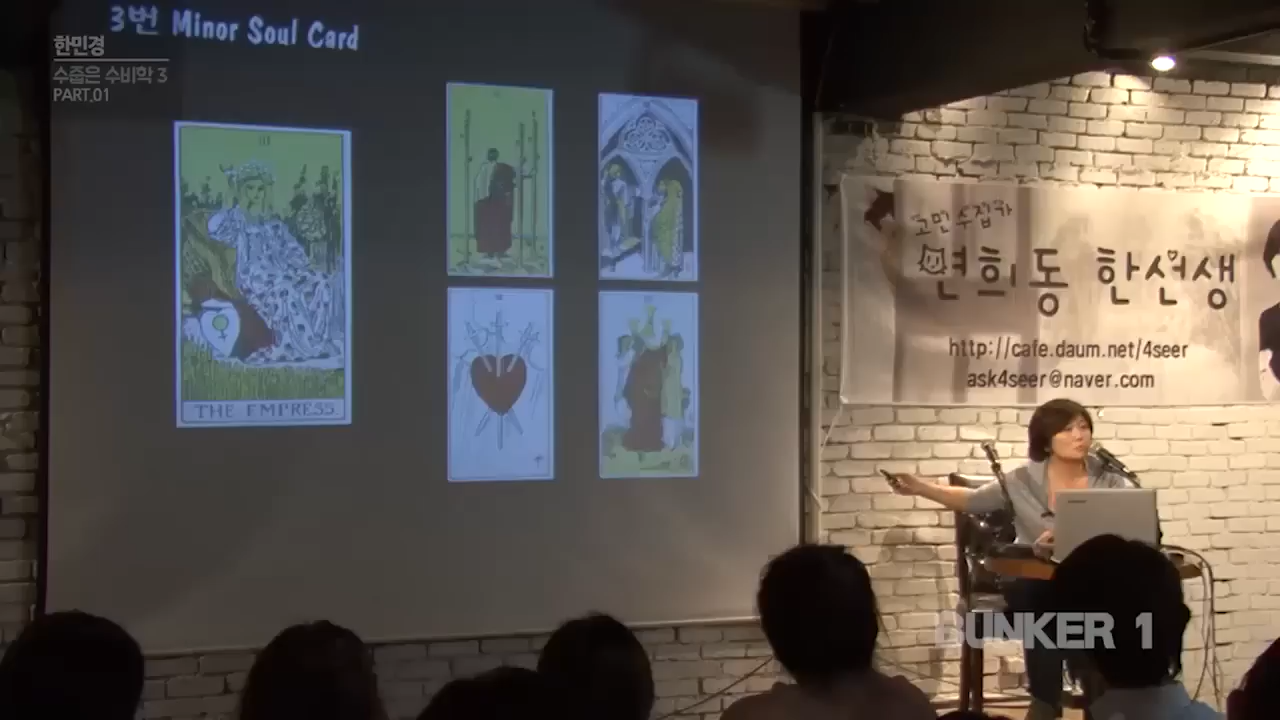 3번 Minor Soul Card
한민경
수줍은 수비학 3
PART.01
III
THE EMPRESS.
고민 수집가
연희동 한선생
http://cafe.daum.net/4seer
ask4seer@naver.com
BUNKER 1